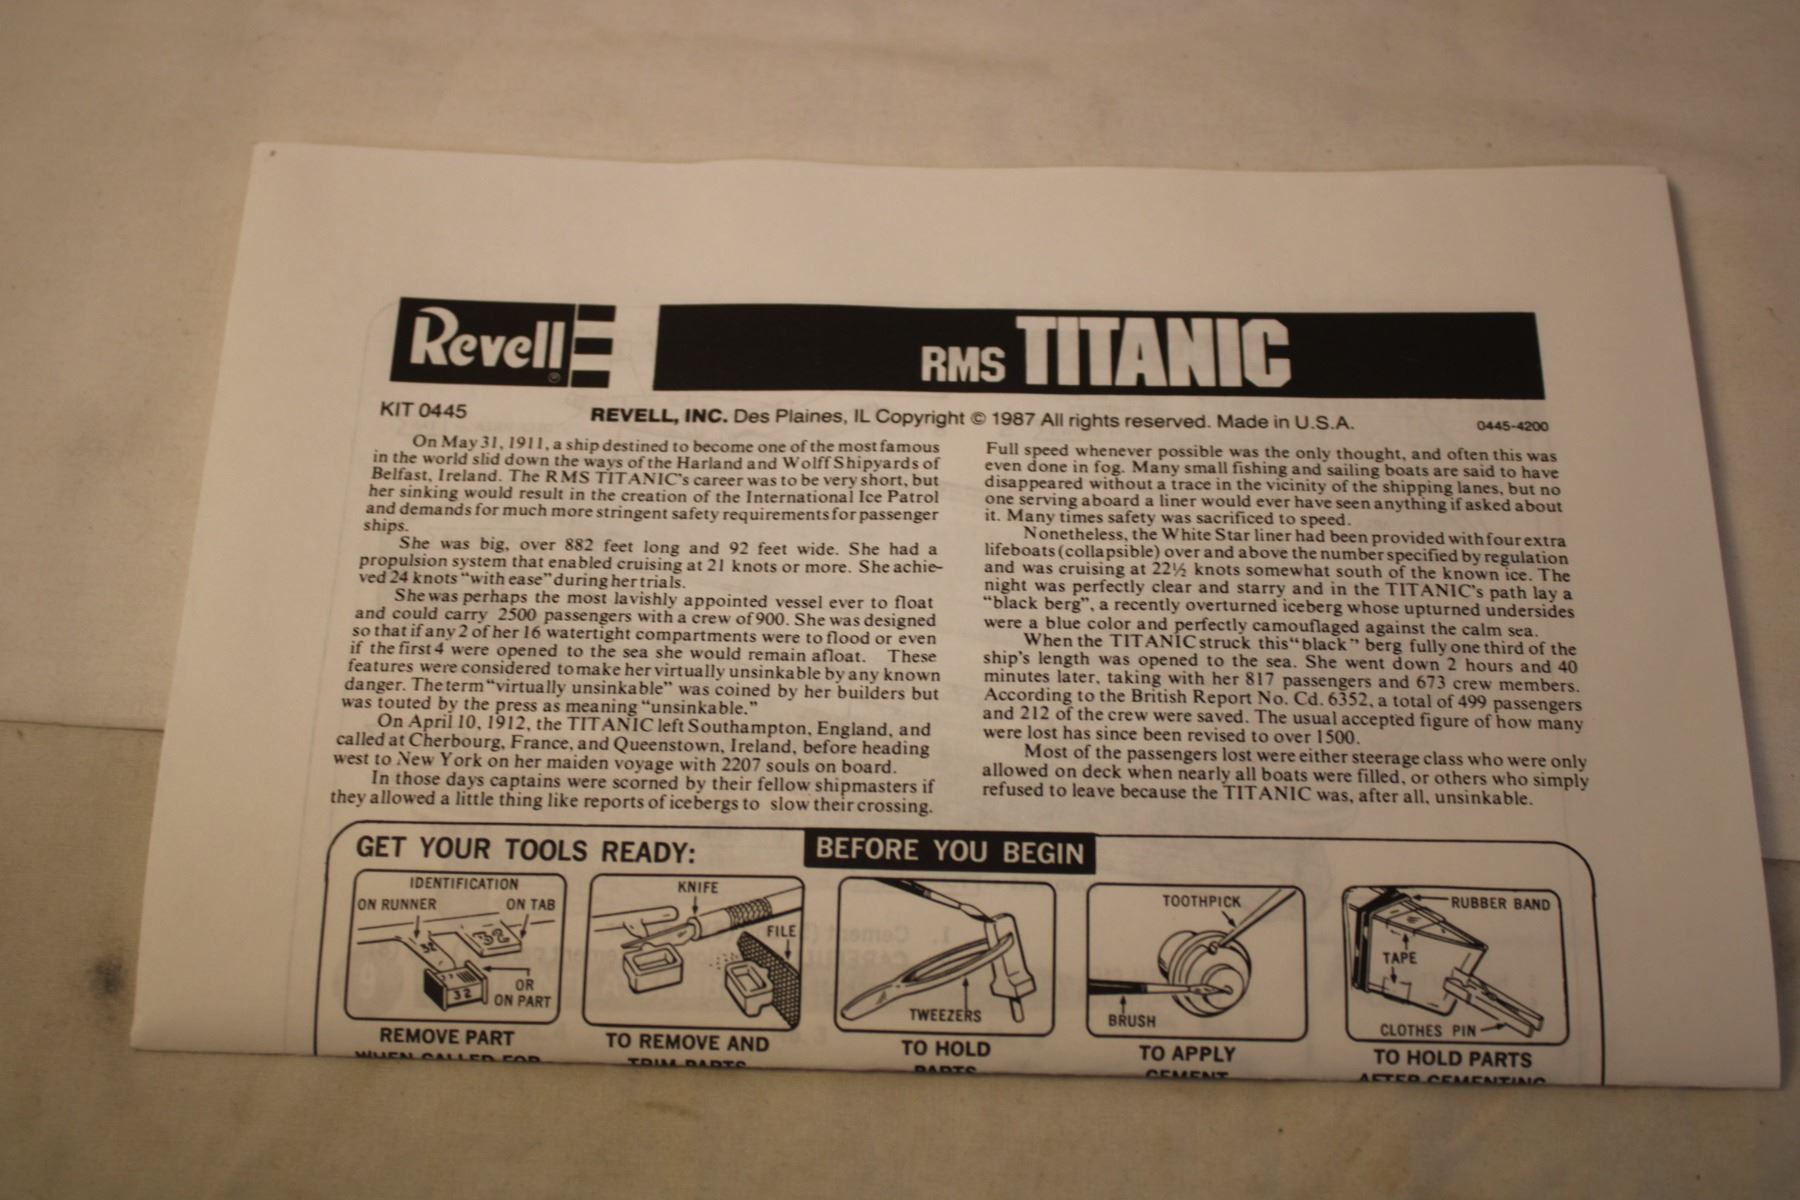 Revell®
RMS TITANIC
KIT 0445
REVELL, INC. Des Plaines, IL Copyright © 1987 All rights reserved. Made in U.S.A.
0445-4200
On May 31, 1911, a ship destined to become one of the most famous
in the world slid down the ways of the Harland and Wolff Shipyards of
Belfast, Ireland. The RMS TITANIC's career was to be very short, but
her sinking would result in the creation of the International Ice Patrol
and demands for much more stringent safety requirements for passenger
ships.
She was big, over 882 feet long and 92 feet wide. She had a
propulsion system that enabled cruising at 21 knots or more. She achie-
ved 24 knots "with ease" during her trials.
She was perhaps the most lavishly appointed vessel ever to float
and could carry 2500 passengers with a crew of 900. She was designed
so that if any 2 of her 16 watertight compartments were to flood or even
if the first 4 were opened to the sea she would remain afloat. These
features were considered to make her virtually unsinkable by any known
danger. The term "virtually unsinkable" was coined by her builders but
was touted by the press as meaning "unsinkable."
On April 10, 1912, the TITANIC left Southampton, England, and
called at Cherbourg, France, and Queenstown, Ireland, before heading
west to New York on her maiden voyage with 2207 souls on board.
In those days captains were scorned by their fellow shipmasters if
they allowed a little thing like reports of icebergs to slow their crossing.
Full speed whenever possible was the only thought, and often this was
even done in fog. Many small fishing and sailing boats are said to have
disappeared without a trace in the vicinity of the shipping lanes, but no
one serving aboard a liner would ever have seen anything if asked about
it. Many times safety was sacrificed to speed.
Nonetheless, the White Star liner had been provided with four extra
lifeboats (collapsible) over and above the number specified by regulation
and was cruising at 22½ knots somewhat south of the known ice. The
night was perfectly clear and starry and in the TITANIC's path lay a
"black berg", a recently overturned iceberg whose upturned undersides
were a blue color and perfectly camouflaged against the calm sea.
When the TITANIC struck this "black" berg fully one third of the
ship's length was opened to the sea. She went down 2 hours and 40
minutes later, taking with her 817 passengers and 673 crew members.
According to the British Report No. Cd. 6352, a total of 499 passengers
and 212 of the crew were saved. The usual accepted figure of how many
were lost has since been revised to over 1500.
Most of the passengers lost were either steerage class who were only
allowed on deck when nearly all boats were filled, or others who simply
refused to leave because the TITANIC was, after all, unsinkable.
GET YOUR TOOLS READY:
BEFORE YOU BEGIN
IDENTIFICATION
ON RUNNER
ON TAB
32
32
32
OR
ON PART
REMOVE PART
WHEN CALLED FOR
KNIFE
FILE
TO REMOVE AND
TRIM PARTS
TWEEZERS
TO HOLD
PARTS
TOOTHPICK
BRUSH
TO APPLY
CEMENT
RUBBER BAND
TAPE
CLOTHES PIN
TO HOLD PARTS
AFTER CEMENTING